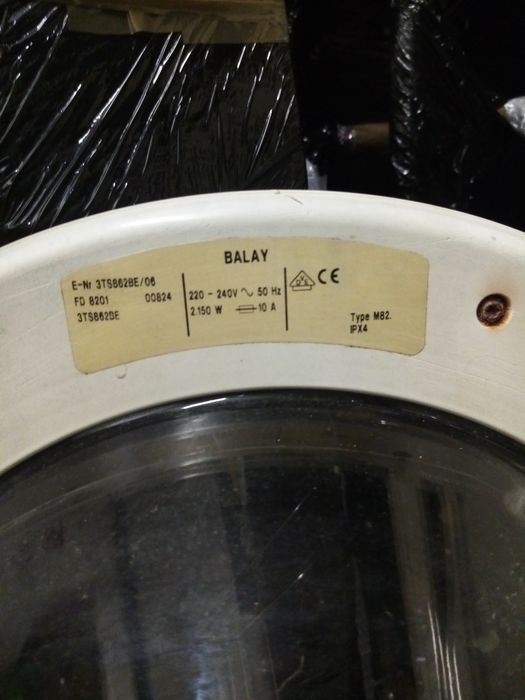 BALAY
E-Nr 3TS862BE/06
FD 8201 00824
3TS862BE
220 - 240V ∿ 50 Hz
2.150 W 10 A
DVE CE
Type M82.
IPX4